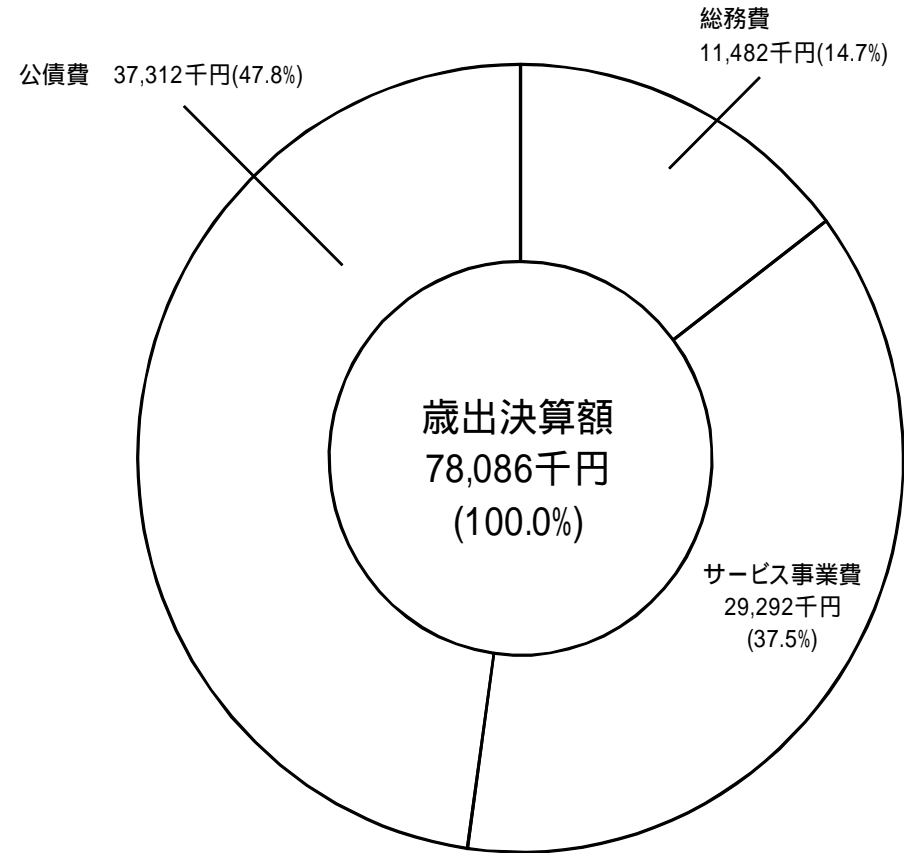 総務費
11,482千円(14.7%)
公債費　37,312千円(47.8%)
歳出決算額
78,086千円
(100.0%)
サービス事業費
29,292千円
(37.5%)